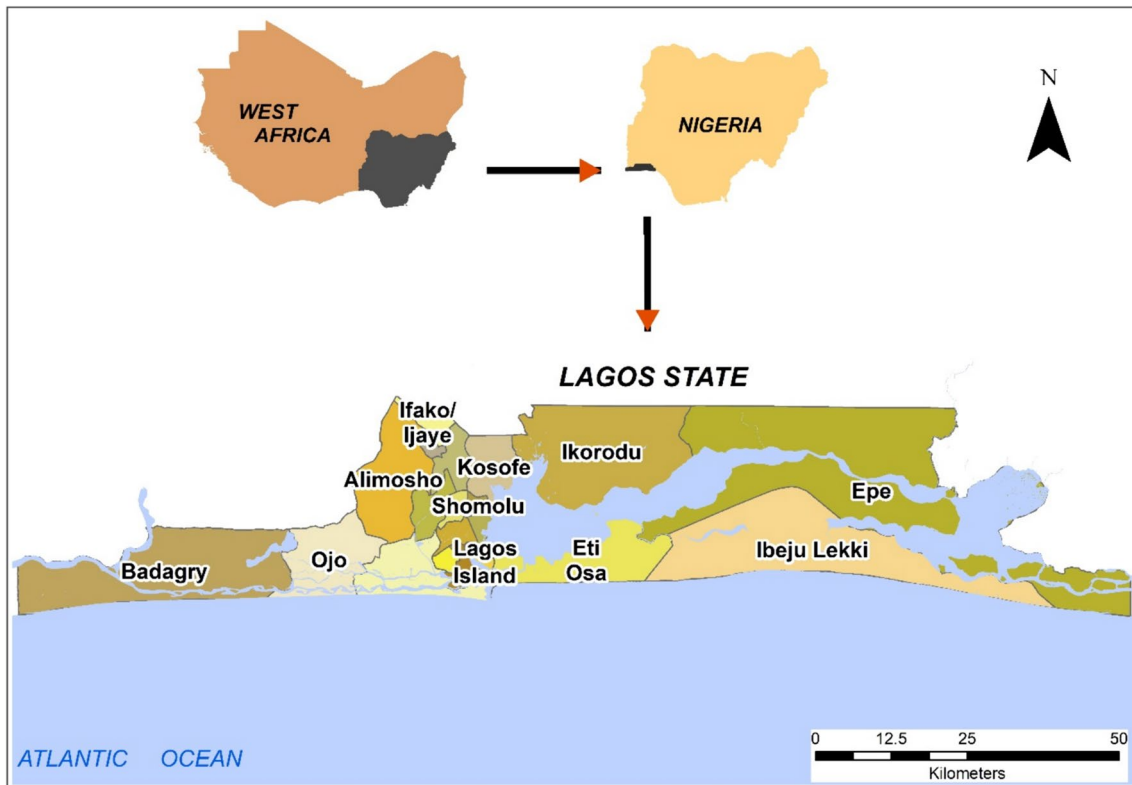 WEST
AFRICA
NIGERIA
N
LAGOS STATE
Ifako/
Ijaye
Kosofe
Ikorodu
Alimosho
Shomolu
Epe
Badagry
Ojo
Lagos
Island
Eti
Osa
Ibeju Lekki
ATLANTIC OCEAN
0 12.5 25 50
Kilometers